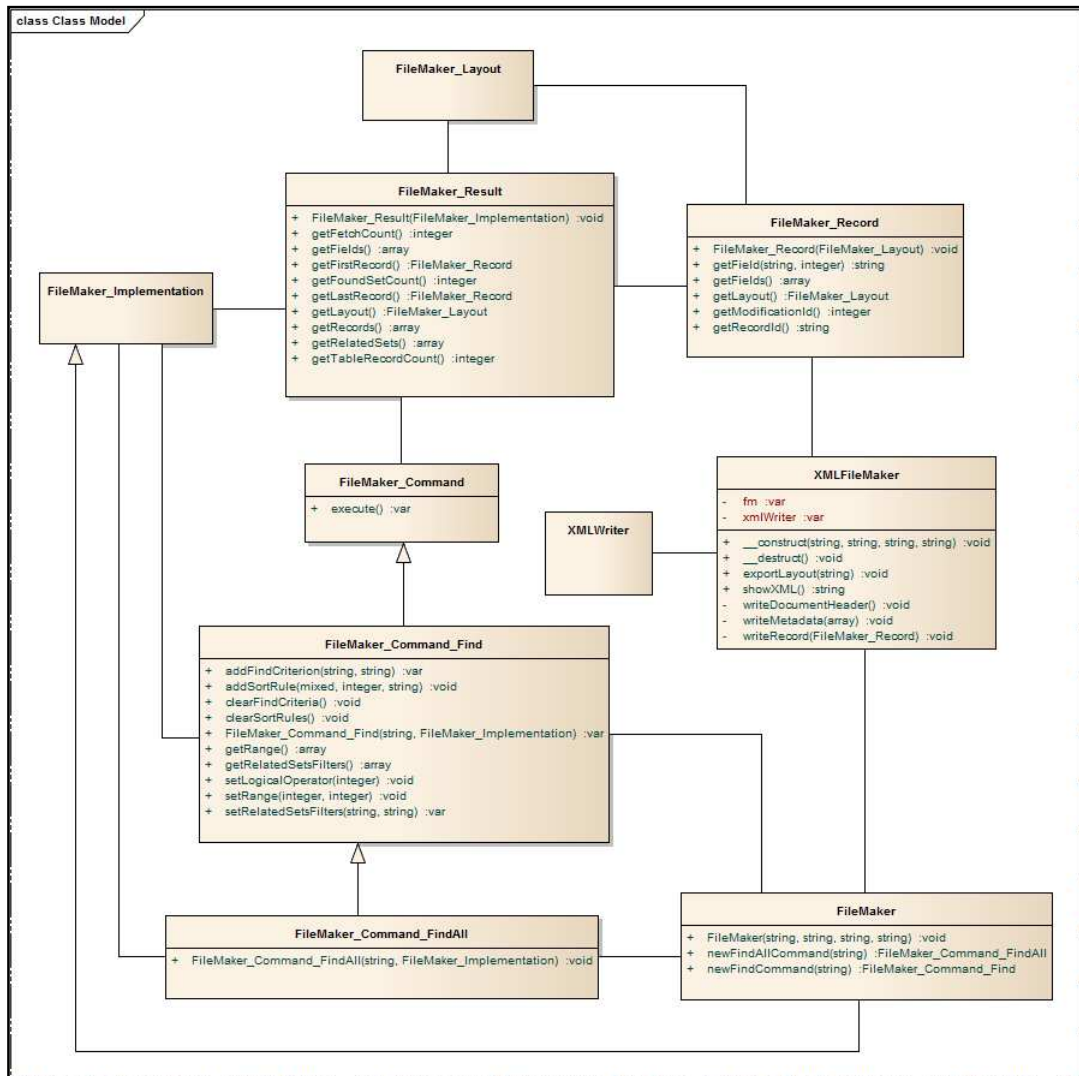 class Class Model
FileMaker_Layout
FileMaker_Result
+ FileMaker_Result(FileMaker_Implementation) :void
+ getFetchCount() :integer
+ getFields() :array
+ getFirstRecord() :FileMaker_Record
+ getFoundSetCount() :integer
+ getLastRecord() :FileMaker_Record
+ getLayout() :FileMaker_Layout
+ getRecords() :array
+ getRelatedSets() :array
+ getTableRecordCount() :integer
FileMaker_Record
+ FileMaker_Record(FileMaker_Layout) :void
+ getField(string, integer) :string
+ getFields() :array
+ getLayout() :FileMaker_Layout
+ getModificationId() :integer
+ getRecordId() :string
FileMaker_Implementation
FileMaker_Command
+ execute() :var
XMLWriter
XMLFileMaker
- fm :var
- xmlWriter :var
+ __construct(string, string, string, string) :void
+ __destruct() :void
+ exportLayout(string) :void
+ showXML() :string
- writeDocumentHeader() :void
- writeMetadata(array) :void
- writeRecord(FileMaker_Record) :void
FileMaker_Command_Find
+ addFindCriterion(string, string) :var
+ addSortRule(mixed, integer, string) :void
+ clearFindCriteria() :void
+ clearSortRules() :void
+ FileMaker_Command_Find(string, FileMaker_Implementation) :var
+ getRange() :array
+ getRelatedSetsFilters() :array
+ setLogicalOperator(integer) :void
+ setRange(integer, integer) :void
+ setRelatedSetsFilters(string, string) :var
FileMaker_Command_FindAll
+ FileMaker_Command_FindAll(string, FileMaker_Implementation) :void
FileMaker
+ FileMaker(string, string, string, string) :void
+ newFindAllCommand(string) :FileMaker_Command_FindAll
+ newFindCommand(string) :FileMaker_Command_Find